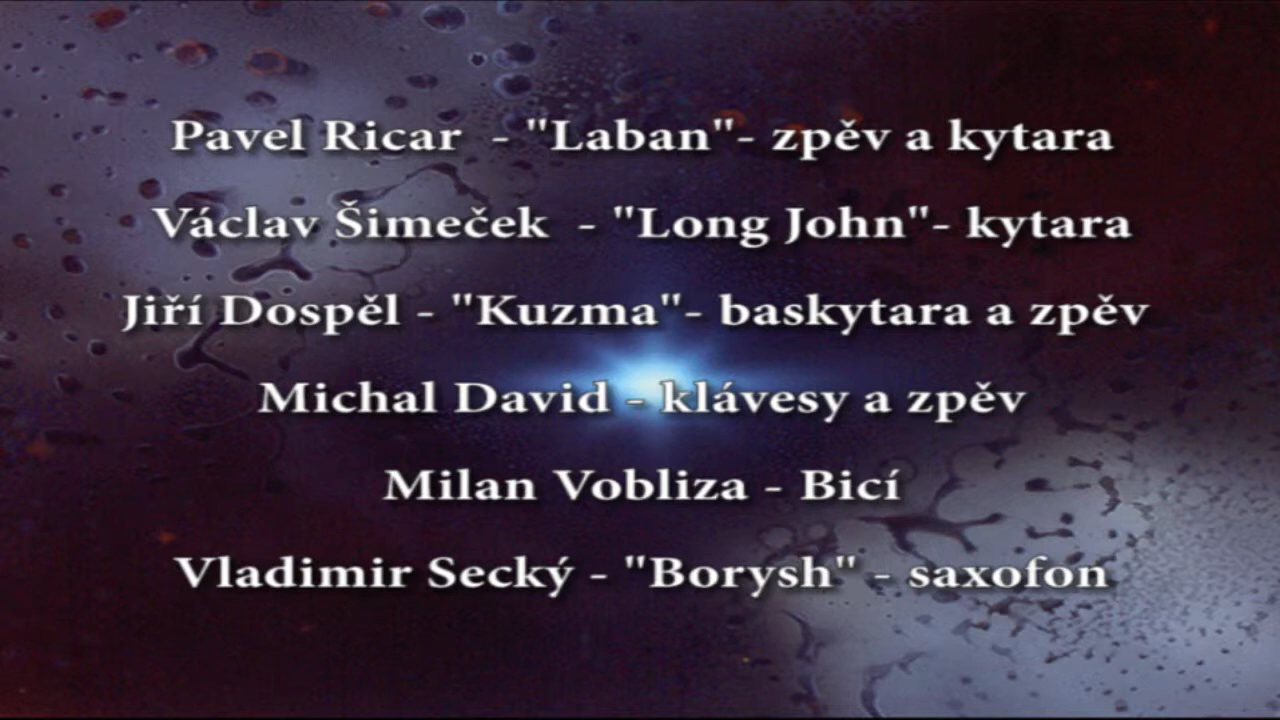 Pavel Ricar - "Laban"- zpěv a kytara
Václav Šimeček - "Long John"- kytara
Jiří Dospěl - "Kuzma"- baskytara a zpěv
Michal David - klávesy a zpěv
Milan Vobliza - Bicí
Vladimir Secký - "Borysh" - saxofon